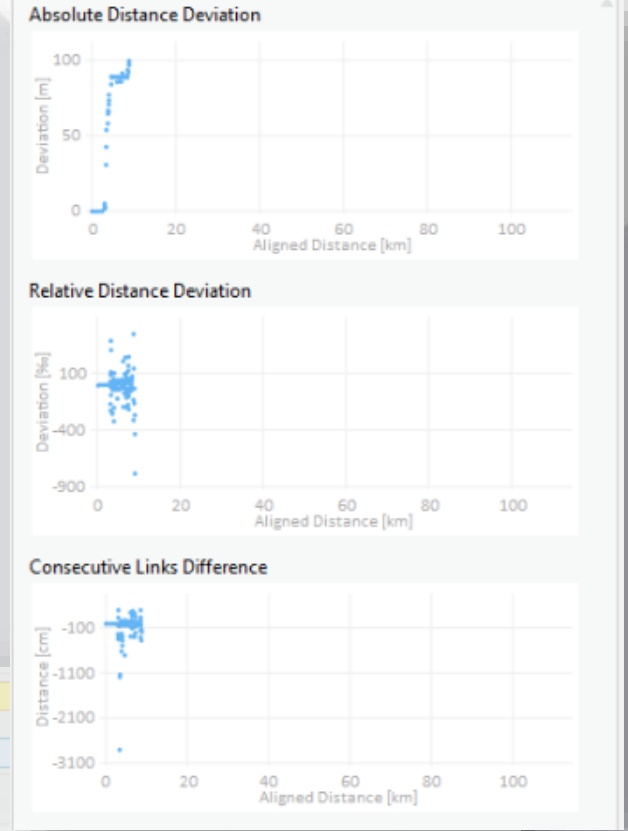 Absolute Distance Deviation
100
50
0
Deviation [m]
0 20 40 60 80 100
Aligned Distance [km]
Relative Distance Deviation
100
-400
-900
Deviation [‰]
0 20 40 60 80 100
Aligned Distance [km]
Consecutive Links Difference
-100
-1100
-2100
-3100
Distance [cm]
0 20 40 60 80 100
Aligned Distance [km]